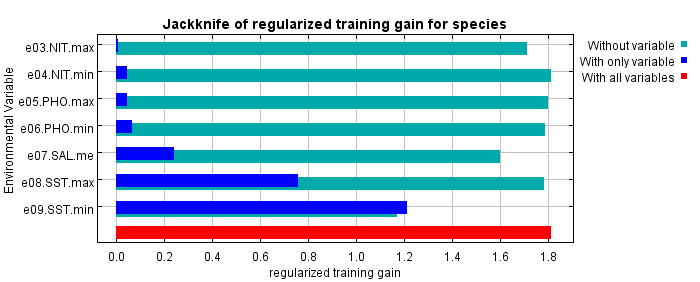 Jackknife of regularized training gain for species
Environmental Variable
e03.NIT.max
e04.NIT.min
e05.PHO.max
e06.PHO.min
e07.SAL.me
e08.SST.max
e09.SST.min
0.0 0.2 0.4 0.6 0.8 1.0 1.2 1.4 1.6 1.8
regularized training gain
Without variable
With only variable
With all variables